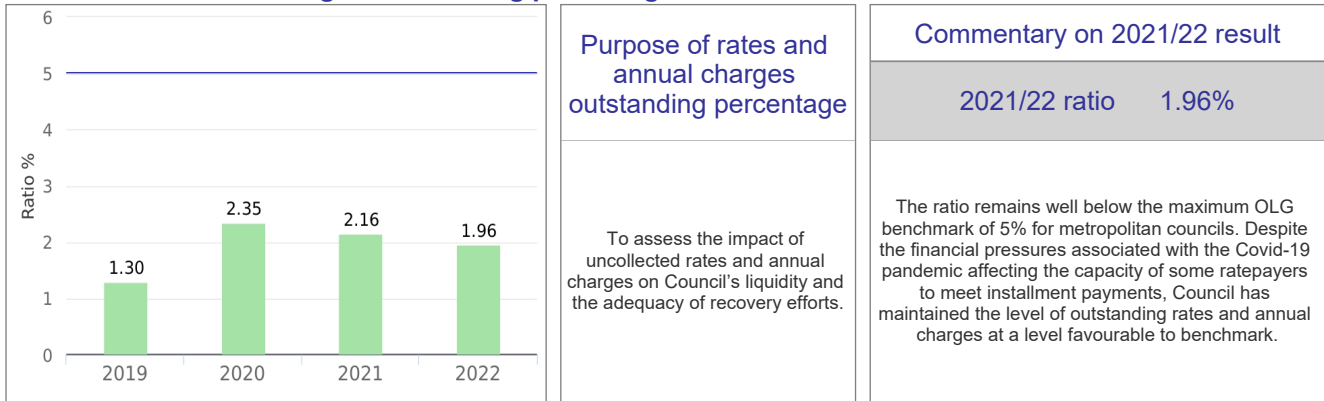 6
5
4
3
2
1
0
Ratio %
1.30
2.35
2.16
1.96
2019
2020
2021
2022
Purpose of rates and
annual charges
outstanding percentage
To assess the impact of
uncollected rates and annual
charges on Council's liquidity and
the adequacy of recovery efforts.
Commentary on 2021/22 result
2021/22 ratio 1.96%
The ratio remains well below the maximum OLG
benchmark of 5% for metropolitan councils. Despite
the financial pressures associated with the Covid-19
pandemic affecting the capacity of some ratepayers
to meet installment payments, Council has
maintained the level of outstanding rates and annual
charges at a level favourable to benchmark.